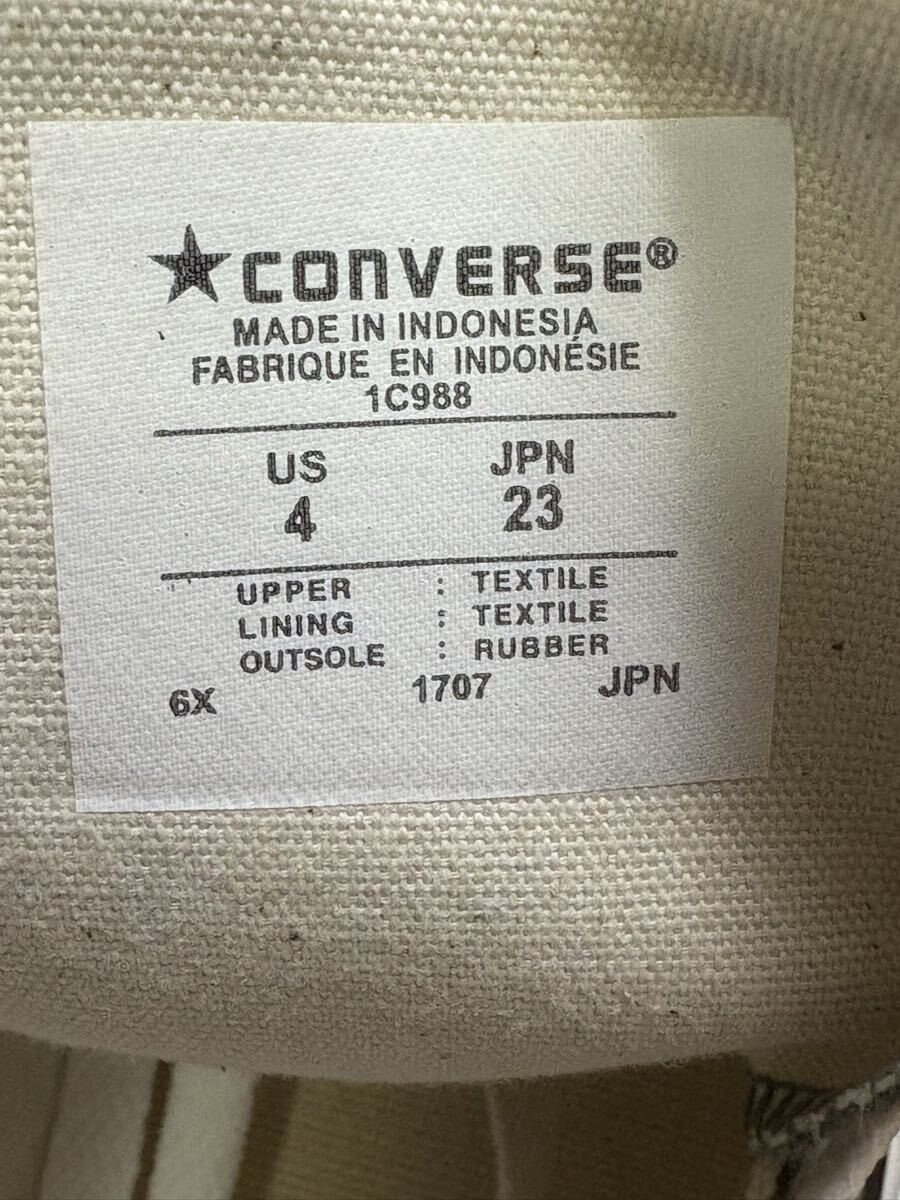 ★CONVERSE®
MADE IN INDONESIA
FABRIQUE EN INDONÉSIE
1C988
US JPN
4 23
UPPER : TEXTILE
LINING : TEXTILE
OUTSOLE : RUBBER
6X 1707 JPN